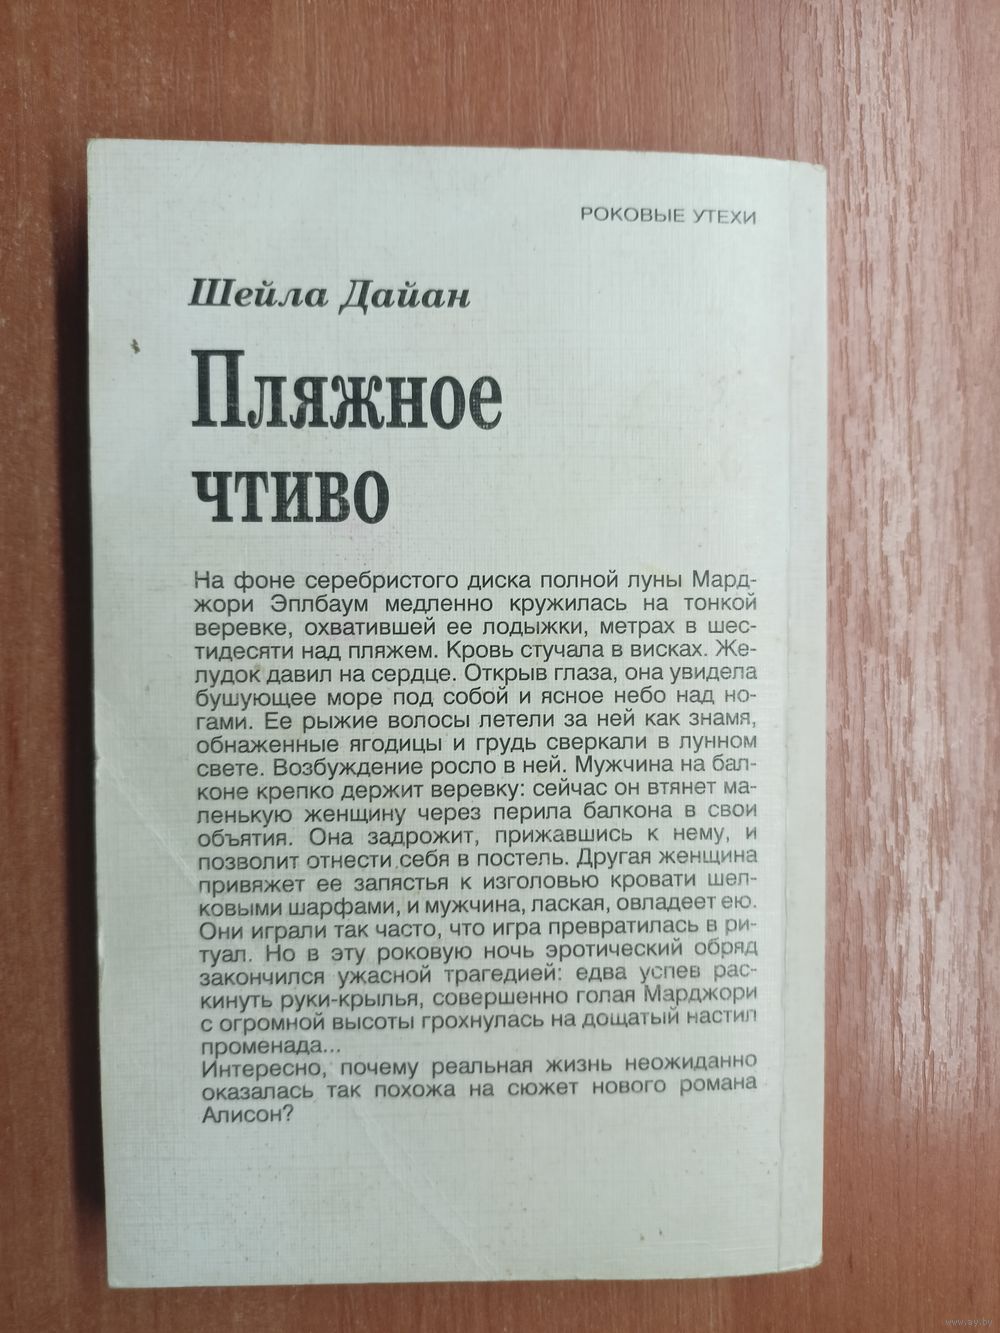 РОКОВЫЕ УТЕХИ
Шейла Дайан
Пляжное
чтиво
На фоне серебристого диска полной луны Мард-
жори Эплбаум медленно кружилась на тонкой
веревке, охватившей ее лодыжки, метрах в шес-
тидесяти над пляжем. Кровь стучала в висках. Же-
лудок давил на сердце. Открыв глаза, она увидела
бушующее море под собой и ясное небо над но-
гами. Ее рыжие волосы летели за ней как знамя,
обнаженные ягодицы и грудь сверкали в лунном
свете. Возбуждение росло в ней. Мужчина на бал-
коне крепко держит веревку: сейчас он втянет ма-
ленькую женщину через перила балкона в свои
объятия. Она задрожит, прижавшись к нему, и
позволит отнести себя в постель. Другая женщина
привяжет ее запястья к изголовью кровати шел-
ковыми шарфами, и мужчина, лаская, овладеет ею.
Они играли так часто, что игра превратилась в ри-
туал. Но в эту роковую ночь эротический обряд
закончился ужасной трагедией: едва успев рас-
кинуть руки-крылья, совершенно голая Марджори
с огромной высоты грохнулась на дощатый настил
променада...
Интересно, почему реальная жизнь неожиданно
оказалась так похожа на сюжет нового романа
Алисон?
www.ay.by